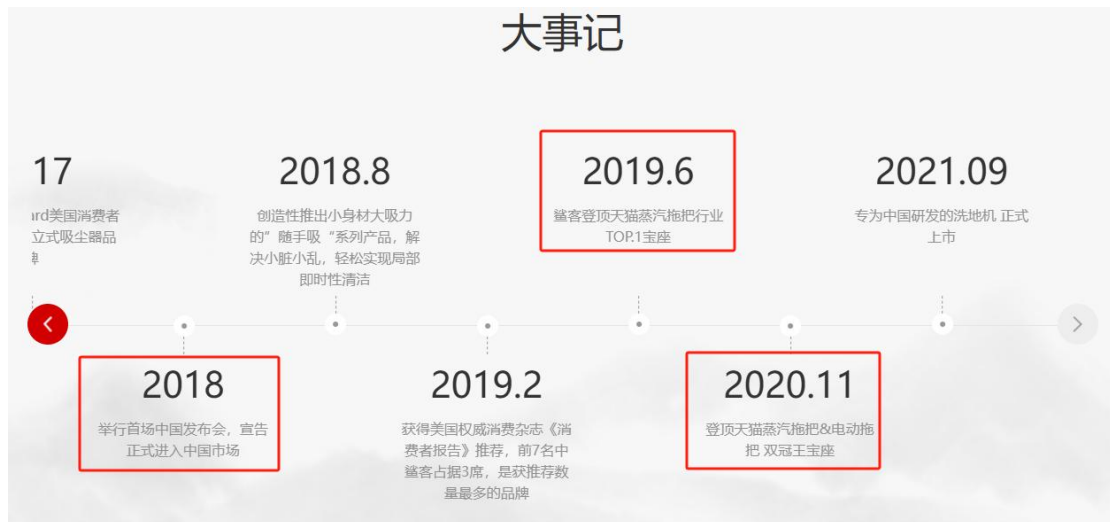 大事记
17
ırd美国消费者
立式吸尘器品
2018.8
创造性推出小身材大吸力
的”随手吸“系列产品，解
决小脏小乱，轻松实现局部
即时性清洁
2019.6
鲨客登顶天猫蒸汽拖把行业
TOP.1宝座
2021.09
专为中国研发的洗地机 正式
上市
2018
举行首场中国发布会，宣告
正式进入中国市场
2019.2
获得美国权威消费杂志《消
费者报告》推荐，前7名中
鲨客占据3席，是获推荐数
量最多的品牌
2020.11
登顶天猫蒸汽拖把&电动拖
把 双冠王宝座